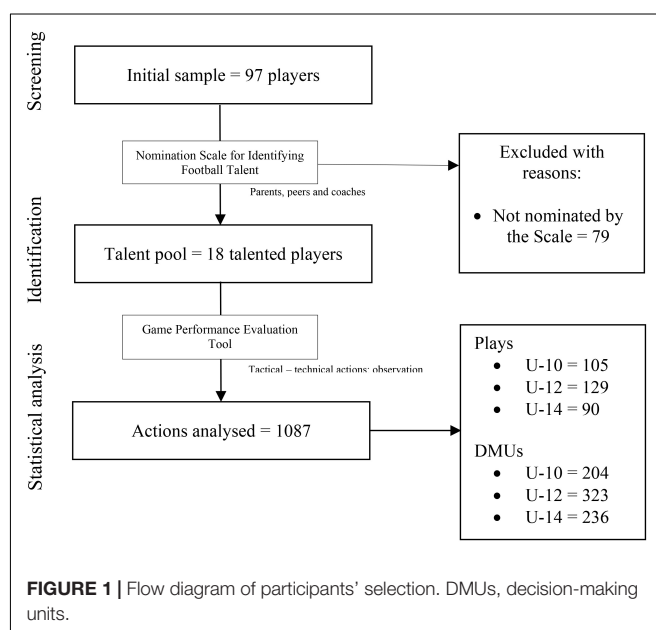 Screening
Initial sample = 97 players
Nomination Scale for Identifying
Football Talent
Parents, peers and coaches
Excluded with
reasons:
• Not nominated by
the Scale = 79
Identification
Talent pool = 18 talented players
Game Performance Evaluation
Tool
Tactical – technical actions: observation
Statistical analysis
Actions analysed = 1087
Plays
• U-10 = 105
• U-12 = 129
• U-14 = 90
DMUs
• U-10 = 204
• U-12 = 323
• U-14 = 236
FIGURE 1 | Flow diagram of participants’ selection. DMUs, decision-making
units.